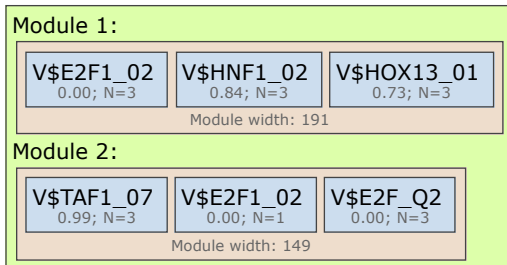 Module 1:
V$E2F1_02 V$HNF1_02 V$HOX13_01
0.00; N=3 0.84; N=3 0.73; N=3
Module width: 191
Module 2:
V$TAF1_07 V$E2F1_02 V$E2F_Q2
0.99; N=3 0.00; N=1 0.00; N=3
Module width: 149